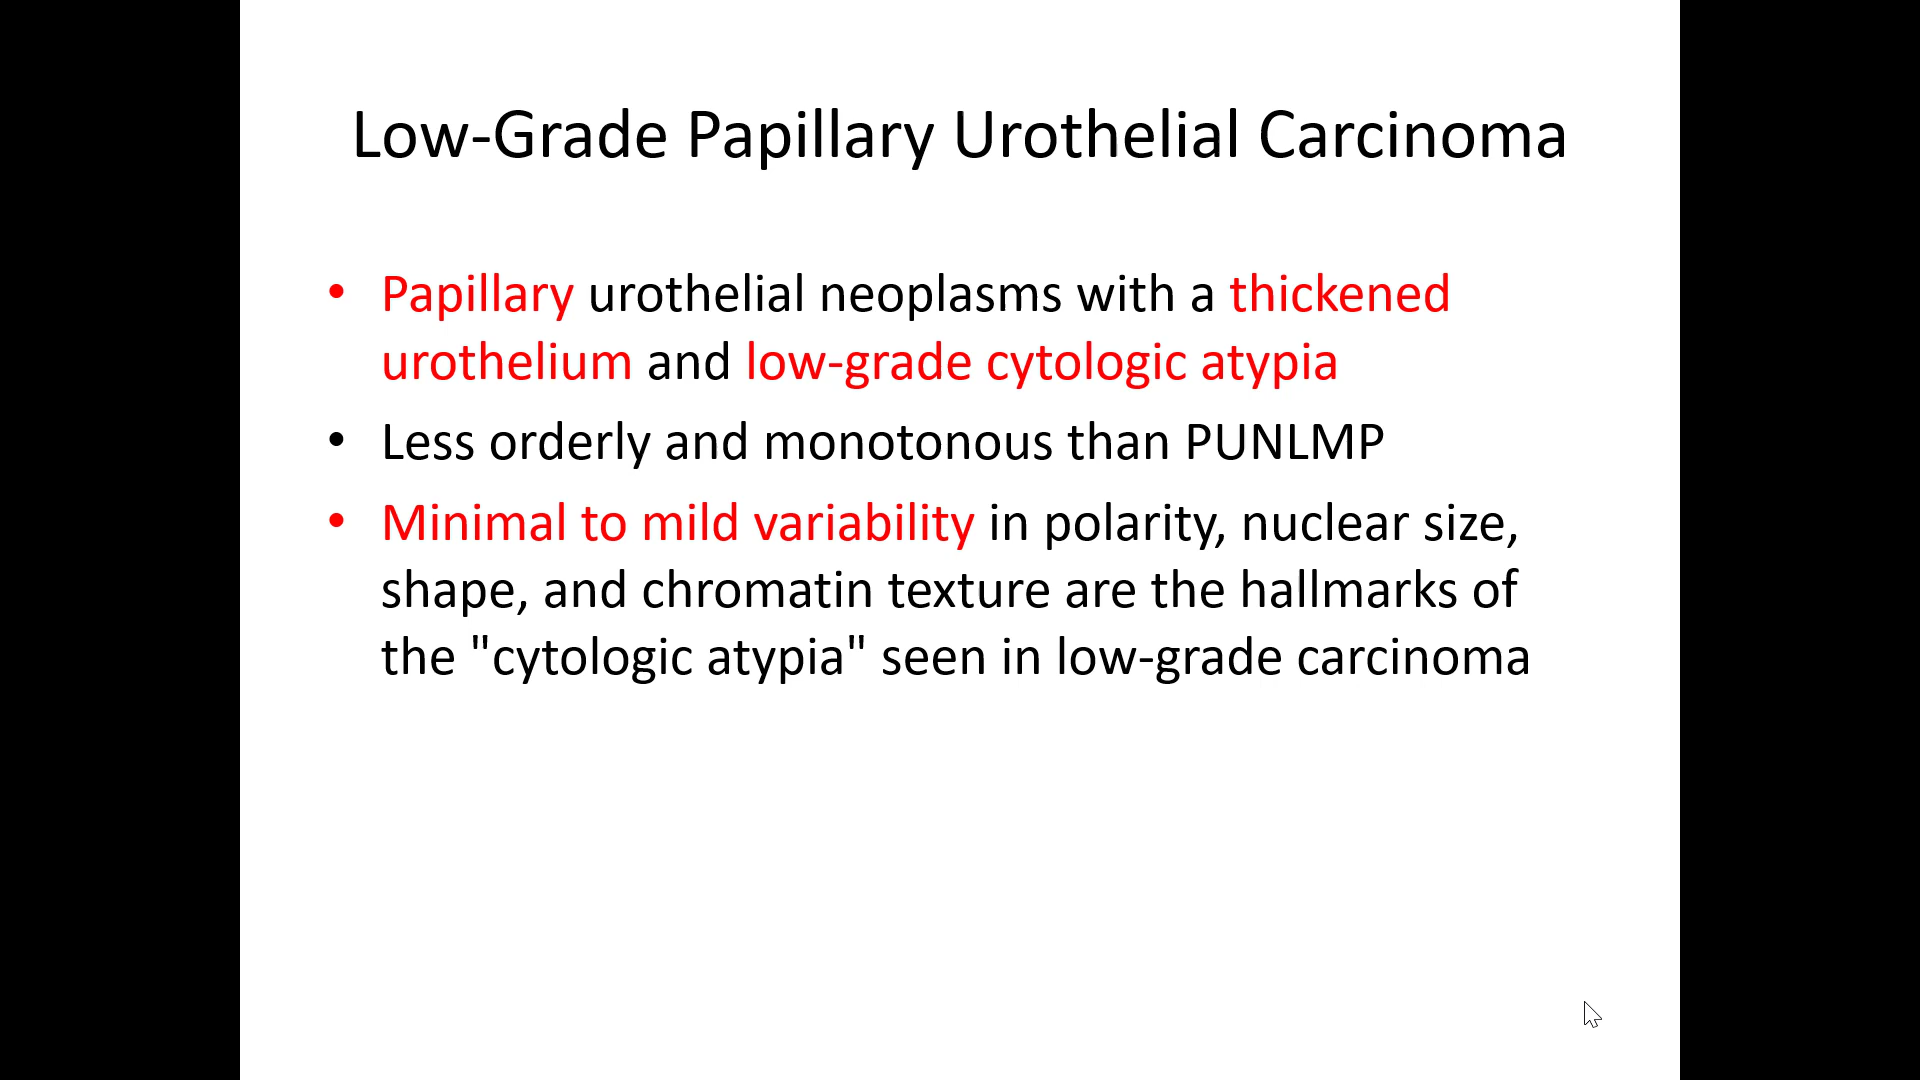 Low-Grade Papillary Urothelial Carcinoma
• Papillary urothelial neoplasms with a thickened
urothelium and low-grade cytologic atypia
• Less orderly and monotonous than PUNLMP
• Minimal to mild variability in polarity, nuclear size,
shape, and chromatin texture are the hallmarks of
the "cytologic atypia" seen in low-grade carcinoma